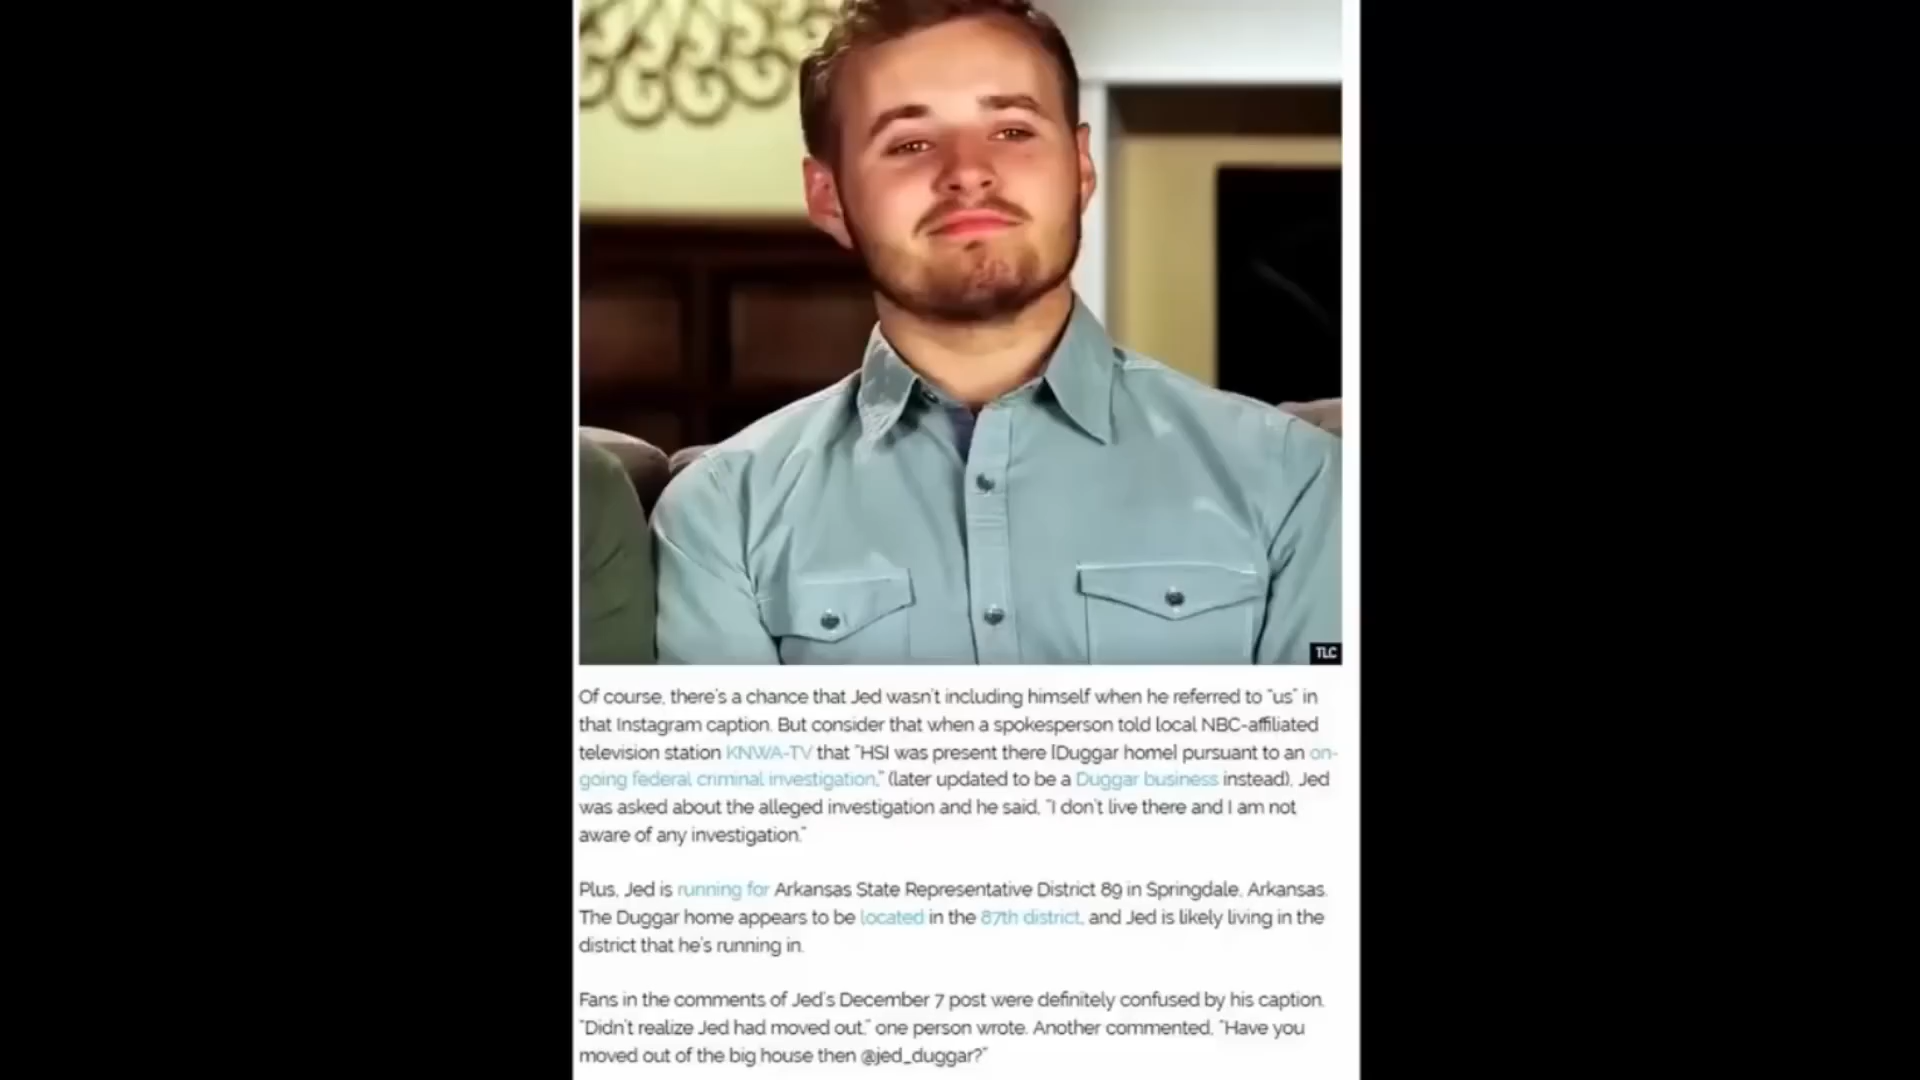 TLC
Of course, there's a chance that Jed wasn't including himself when he referred to "us" in
that Instagram caption. But consider that when a spokesperson told local NBC-affiliated
television station KNWA-TV that "HSI was present there [Duggar home] pursuant to an on-
going federal criminal investigation," (later updated to be a Duggar business instead), Jed
was asked about the alleged investigation and he said, "I don't live there and I am not
aware of any investigation."
Plus, Jed is running for Arkansas State Representative District 89 in Springdale, Arkansas.
The Duggar home appears to be located in the 87th district, and Jed is likely living in the
district that he's running in.
Fans in the comments of Jed's December 7 post were definitely confused by his caption.
"Didn't realize Jed had moved out," one person wrote. Another commented, "Have you
moved out of the big house then @jed_duggar?"